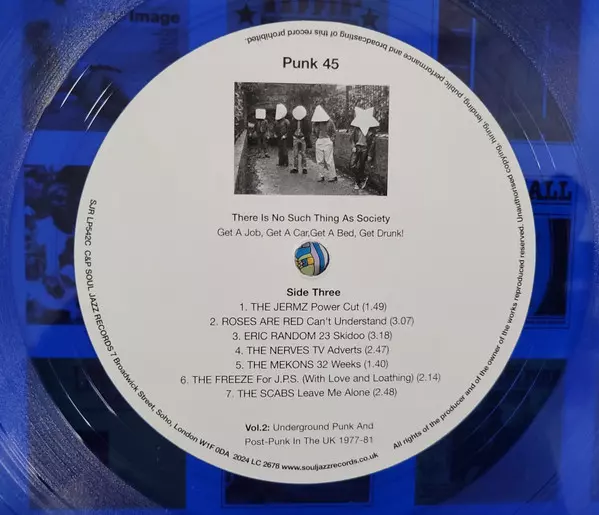 Image
ALL
Punk 45
There Is No Such Thing As Society
Get A Job, Get A Car,Get A Bed, Get Drunk!
Side Three
1. THE JERMZ Power Cut (1.49)
2. ROSES ARE RED Can't Understand (3.07)
3. ERIC RANDOM 23 Skidoo (3.18)
4. THE NERVES TV Adverts (2.47)
5. THE MEKONS 32 Weeks (1.40)
6. THE FREEZE For J.P.S. (With Love and Loathing) (2.14)
7. THE SCABS Leave Me Alone (2.48)
Vol.2: Underground Punk And
Post-Punk In The UK 1977-81
SJR LP542C C&P SOUL JAZZ RECORDS 7 Broadwick Street, Soho, London W1F 0DA 2024 LC 2678 www.souljazzrecords.co.uk
All rights of the producer and of the owner of the works reproduced reserved. Unauthorised copying, hiring, lending, public performance and broadcasting of this record prohibited.